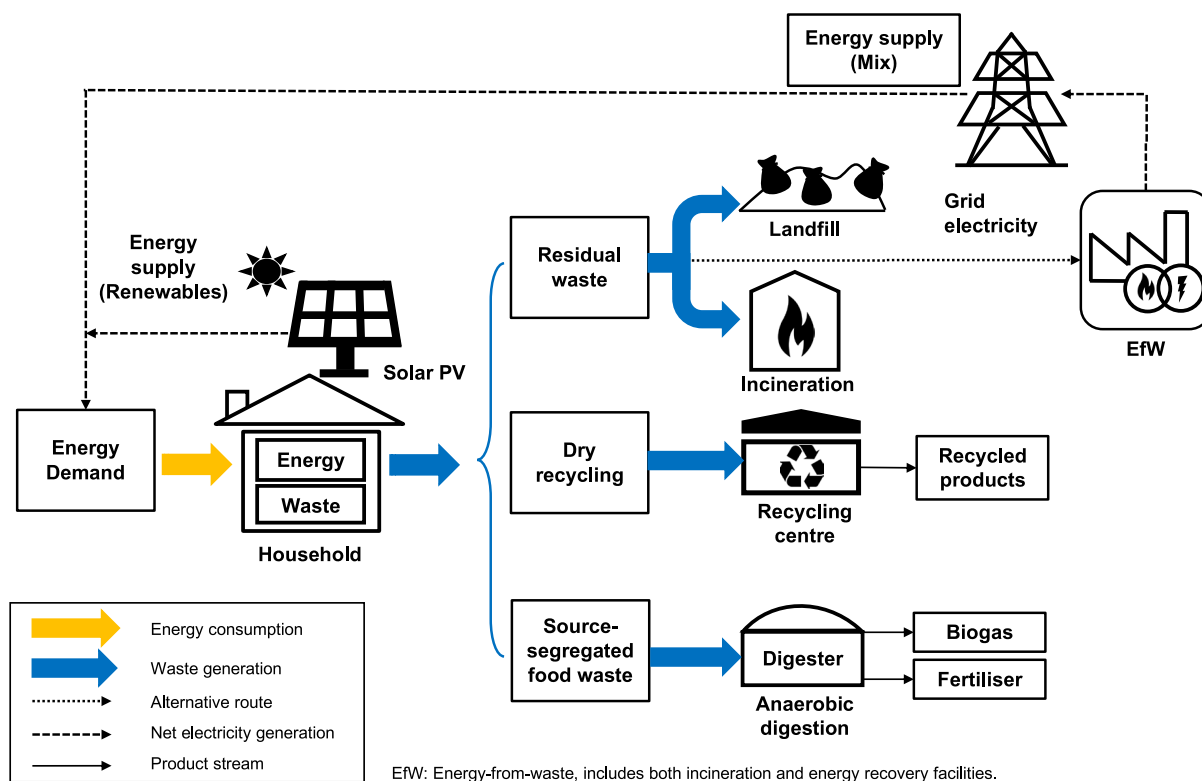 Energy supply
(Mix)
Grid
electricity
Landfill
Energy
supply
(Renewables)
Residual
waste
EfW
Solar PV
Incineration
Energy
Demand
Energy
Waste
Household
Dry
recycling
Recycling
centre
Recycled
products
Source-
segregated
food waste
Digester
Anaerobic
digestion
Biogas
Fertiliser
Energy consumption
Waste generation
Alternative route
Net electricity generation
Product stream
EfW: Energy-from-waste, includes both incineration and energy recovery facilities.